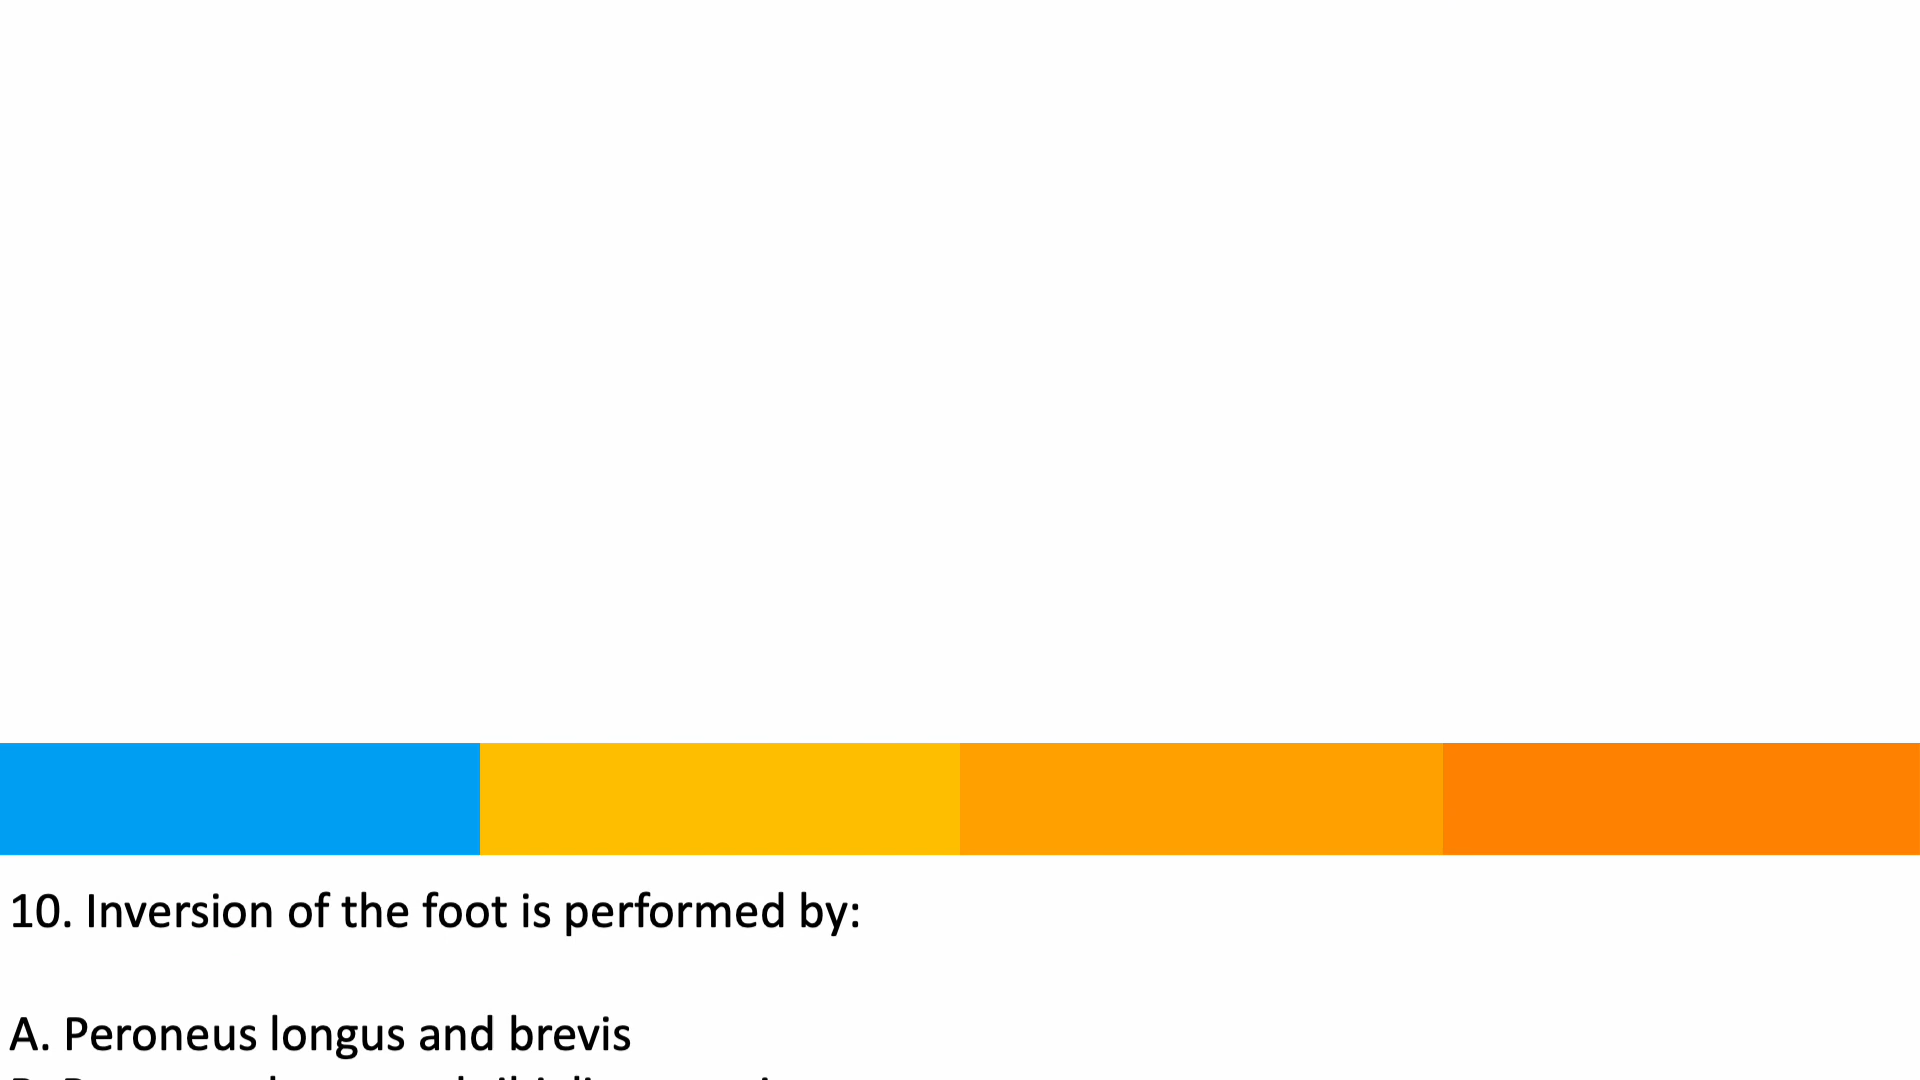 10. Inversion of the foot is performed by:
A. Peroneus longus and brevis